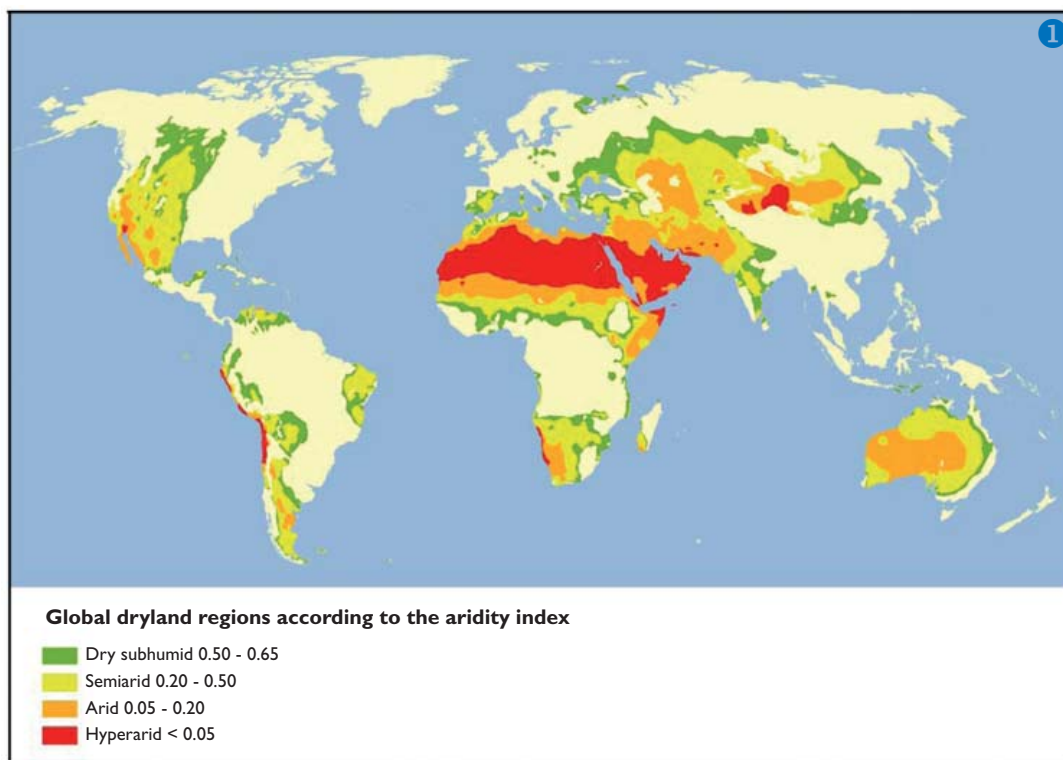 1
Global dryland regions according to the aridity index
Dry subhumid 0.50 - 0.65
Semiarid 0.20 - 0.50
Arid 0.05 - 0.20
Hyperarid < 0.05